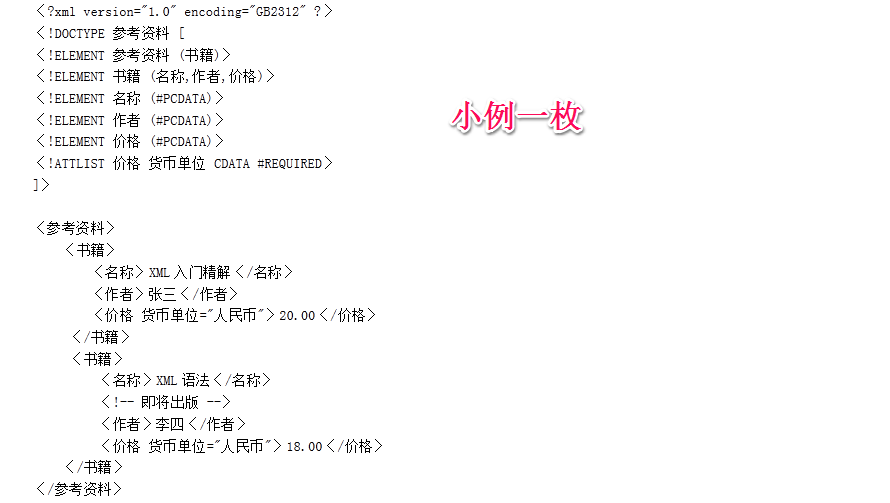 <?xml version="1.0" encoding="GB2312" ?>
<!DOCTYPE 参考资料 [
<!ELEMENT 参考资料 (书籍)>
<!ELEMENT 书籍 (名称,作者,价格)>
<!ELEMENT 名称 (#PCDATA)>
<!ELEMENT 作者 (#PCDATA)>
<!ELEMENT 价格 (#PCDATA)>
<!ATTLIST 价格 货币单位 CDATA #REQUIRED>
]>
小例一枚
<参考资料>
<书籍>
<名称>XML入门精解</名称>
<作者>张三</作者>
<价格 货币单位="人民币">20.00</价格>
</书籍>
<书籍>
<名称>XML语法</名称>
<!-- 即将出版 -->
<作者>李四</作者>
<价格 货币单位="人民币">18.00</价格>
</书籍>
</参考资料>